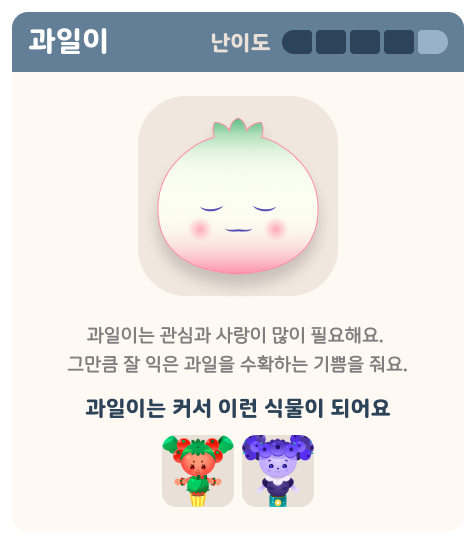 과일이
난이도
과일이는 관심과 사랑이 많이 필요해요.
그만큼 잘 익은 과일을 수확하는 기쁨을 줘요.
과일이는 커서 이런 식물이 되어요